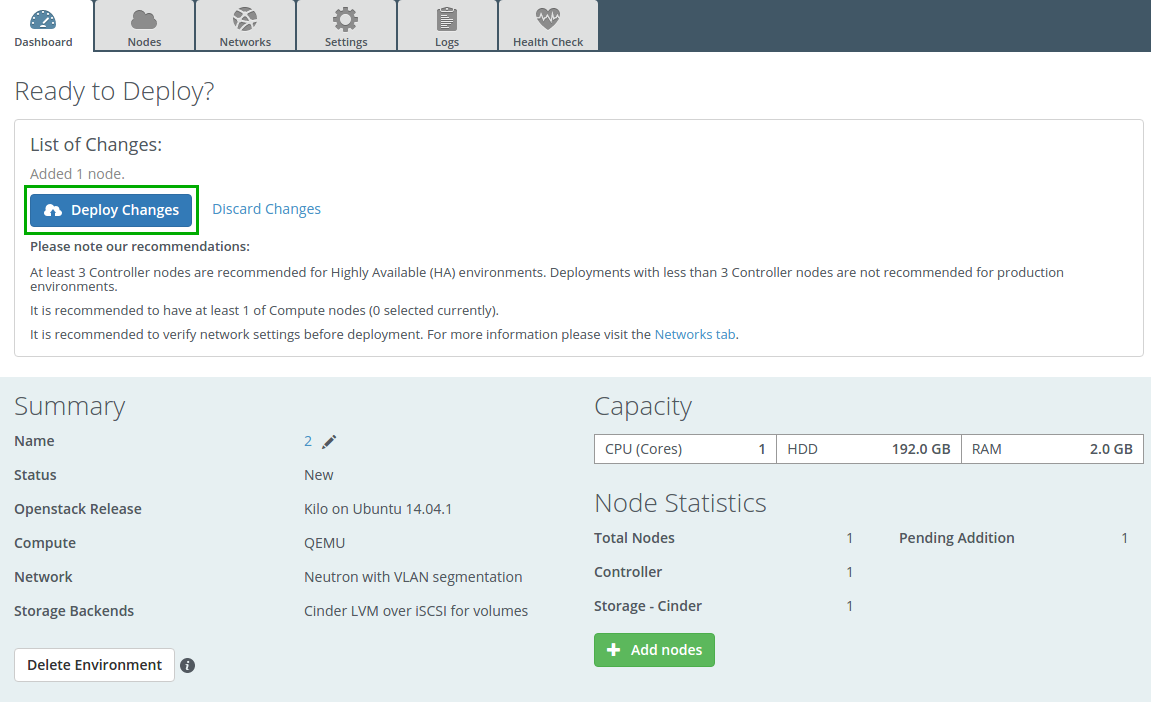 Dashboard
Nodes
Networks
Settings
Logs
Health Check
Ready to Deploy?
List of Changes:
Added 1 node.
Deploy Changes
Discard Changes
Please note our recommendations:
At least 3 Controller nodes are recommended for Highly Available (HA) environments. Deployments with less than 3 Controller nodes are not recommended for production
environments.
It is recommended to have at least 1 of Compute nodes (0 selected currently).
It is recommended to verify network settings before deployment. For more information please visit the Networks tab.
Summary
Name 2
Status New
Openstack Release Kilo on Ubuntu 14.04.1
Compute QEMU
Network Neutron with VLAN segmentation
Storage Backends Cinder LVM over iSCSI for volumes
Delete Environment
Capacity
CPU (Cores) 1 HDD 192.0 GB RAM 2.0 GB
Node Statistics
Total Nodes 1 Pending Addition 1
Controller 1
Storage - Cinder 1
Add nodes